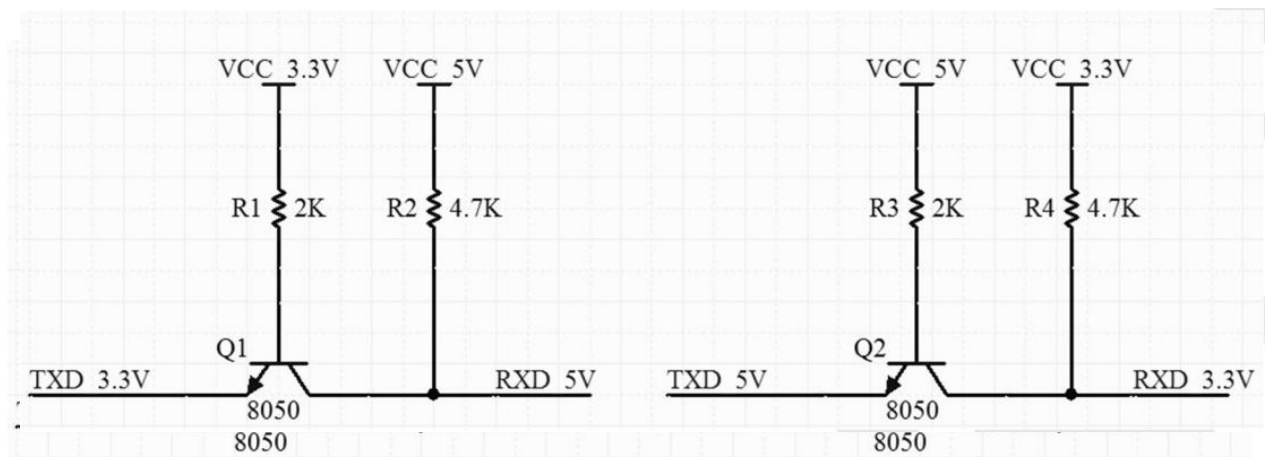 VCC 3.3V VCC 5V VCC 5V VCC 3.3V
R1 2K R2 4.7K R3 2K R4 4.7K
Q1 Q2
TXD 3.3V RXD 5V TXD 5V RXD 3.3V
8050 8050
8050 8050